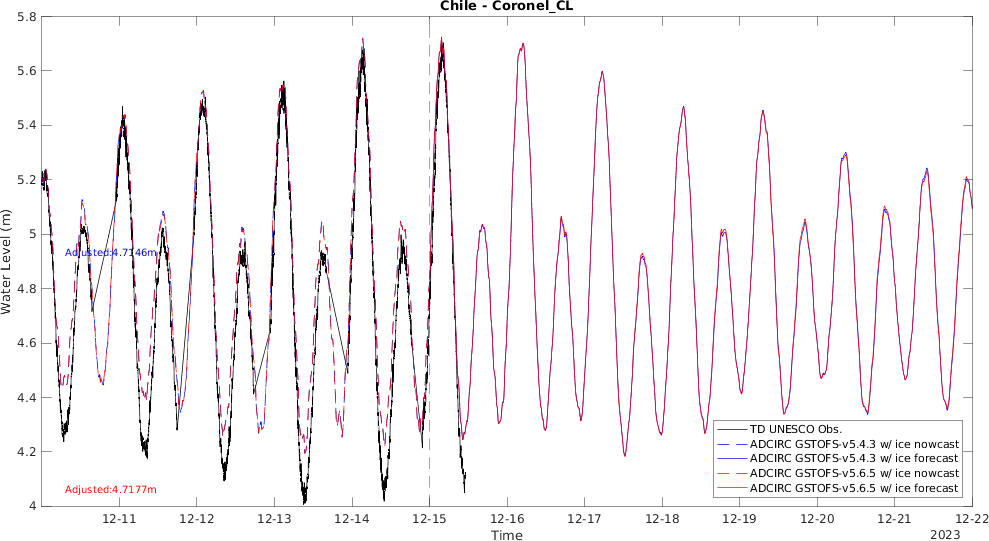 Chile - Coronel_CL
5.8
5.6
5.4
5.2
5
4.8
4.6
4.4
4.2
4
Water Level (m)
Adjusted:4.7146m
Adjusted:4.7177m
TD UNESCO Obs.
ADCIRC GSTOFS-v5.4.3 w/ ice nowcast
ADCIRC GSTOFS-v5.4.3 w/ ice forecast
ADCIRC GSTOFS-v5.6.5 w/ ice nowcast
ADCIRC GSTOFS-v5.6.5 w/ ice forecast
12-11 12-12 12-13 12-14 12-15 12-16 12-17 12-18 12-19 12-20 12-21 12-22
Time
2023